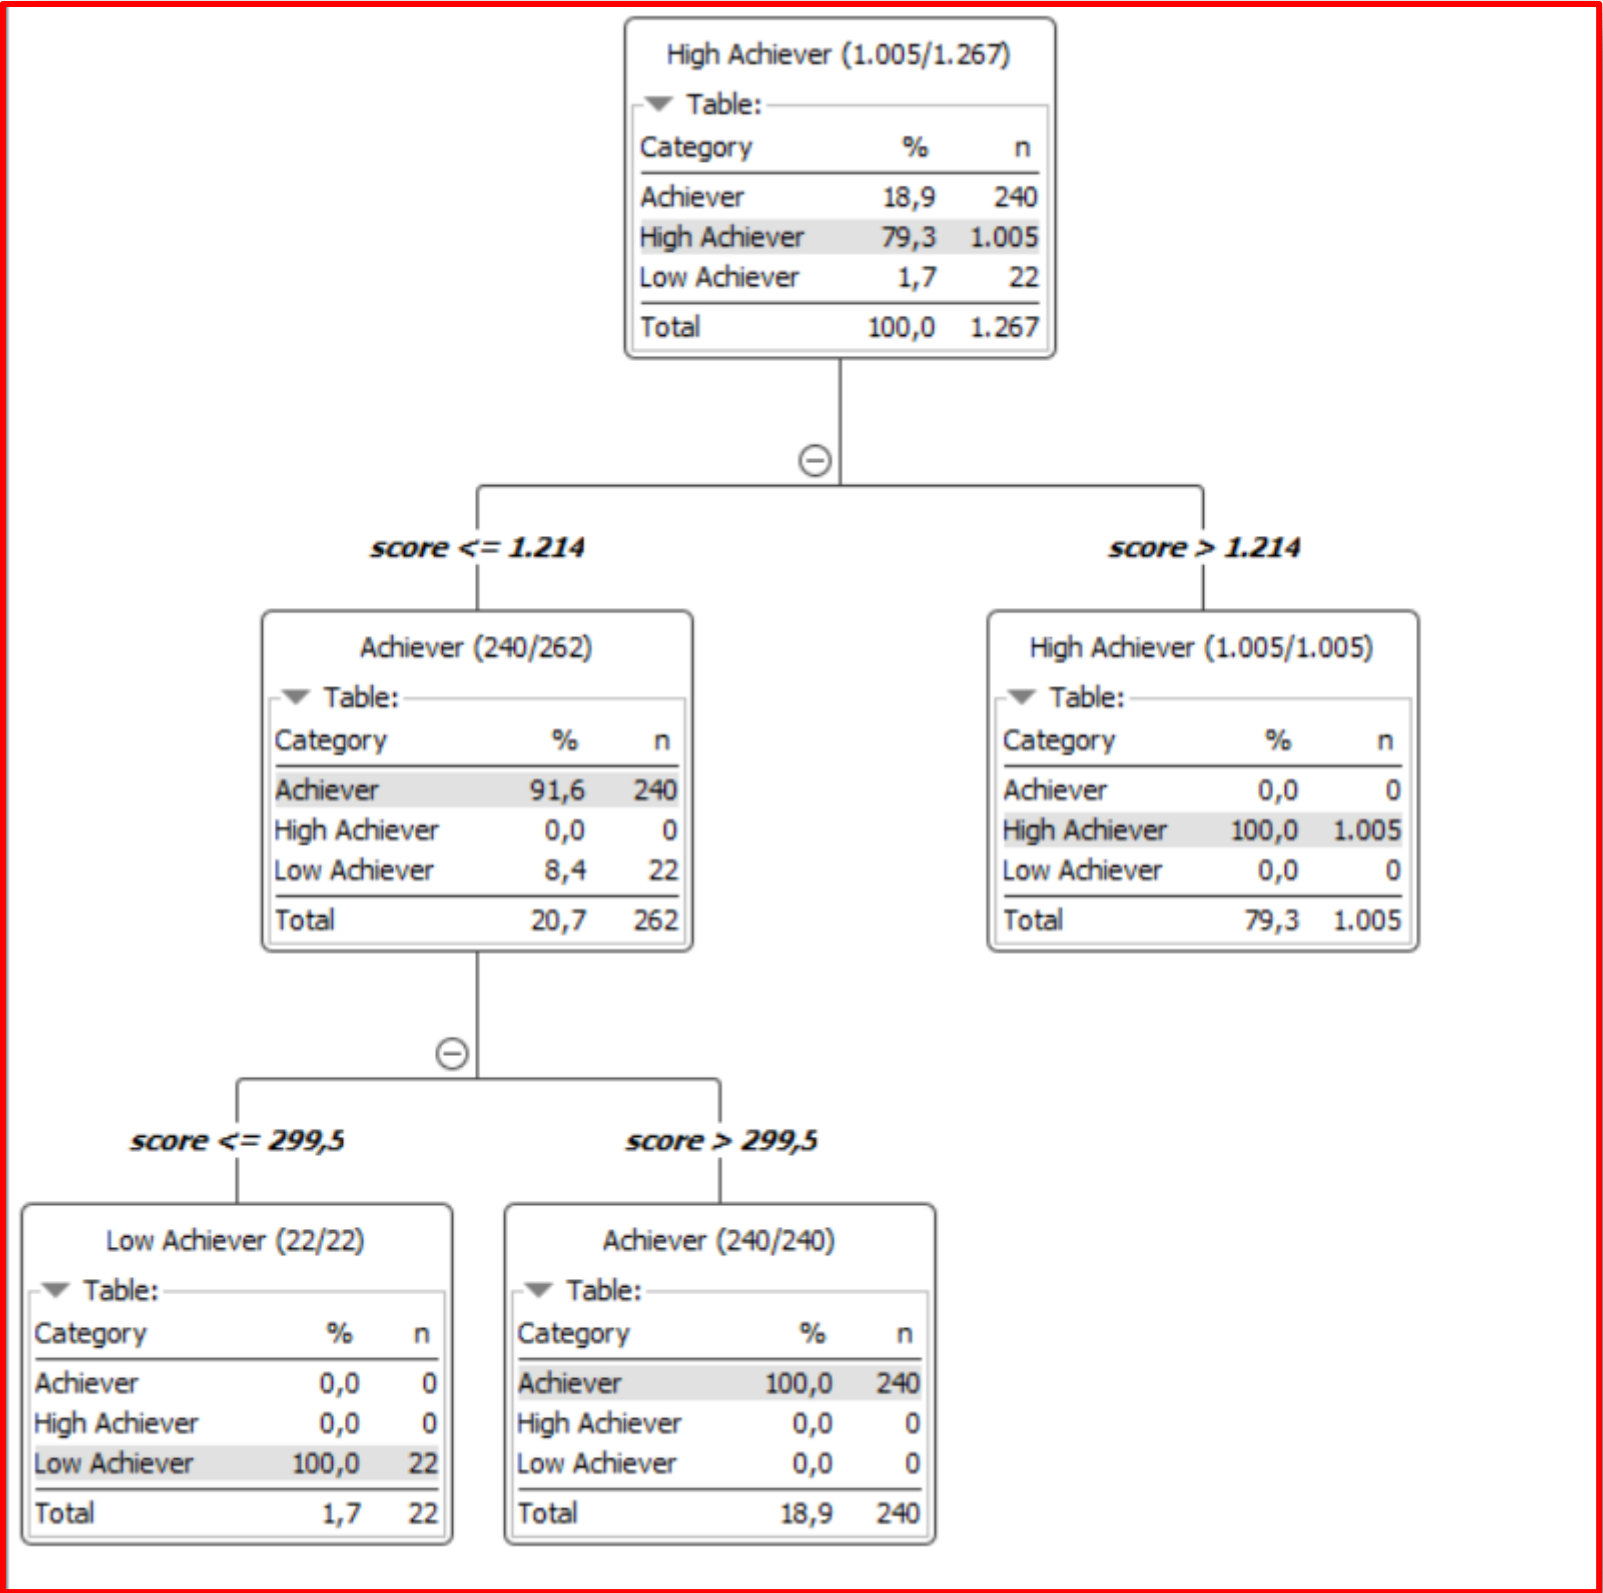 High Achiever (1.005/1.267)
Table:
Category % n
Achiever 18,9 240
High Achiever 79,3 1.005
Low Achiever 1,7 22
Total 100,0 1.267
score <= 1.214
score > 1.214
Achiever (240/262)
Table:
Category % n
Achiever 91,6 240
High Achiever 0,0 0
Low Achiever 8,4 22
Total 20,7 262
High Achiever (1.005/1.005)
Table:
Category % n
Achiever 0,0 0
High Achiever 100,0 1.005
Low Achiever 0,0 0
Total 79,3 1.005
score <= 299,5
score > 299,5
Low Achiever (22/22)
Table:
Category % n
Achiever 0,0 0
High Achiever 0,0 0
Low Achiever 100,0 22
Total 1,7 22
Achiever (240/240)
Table:
Category % n
Achiever 100,0 240
High Achiever 0,0 0
Low Achiever 0,0 0
Total 18,9 240